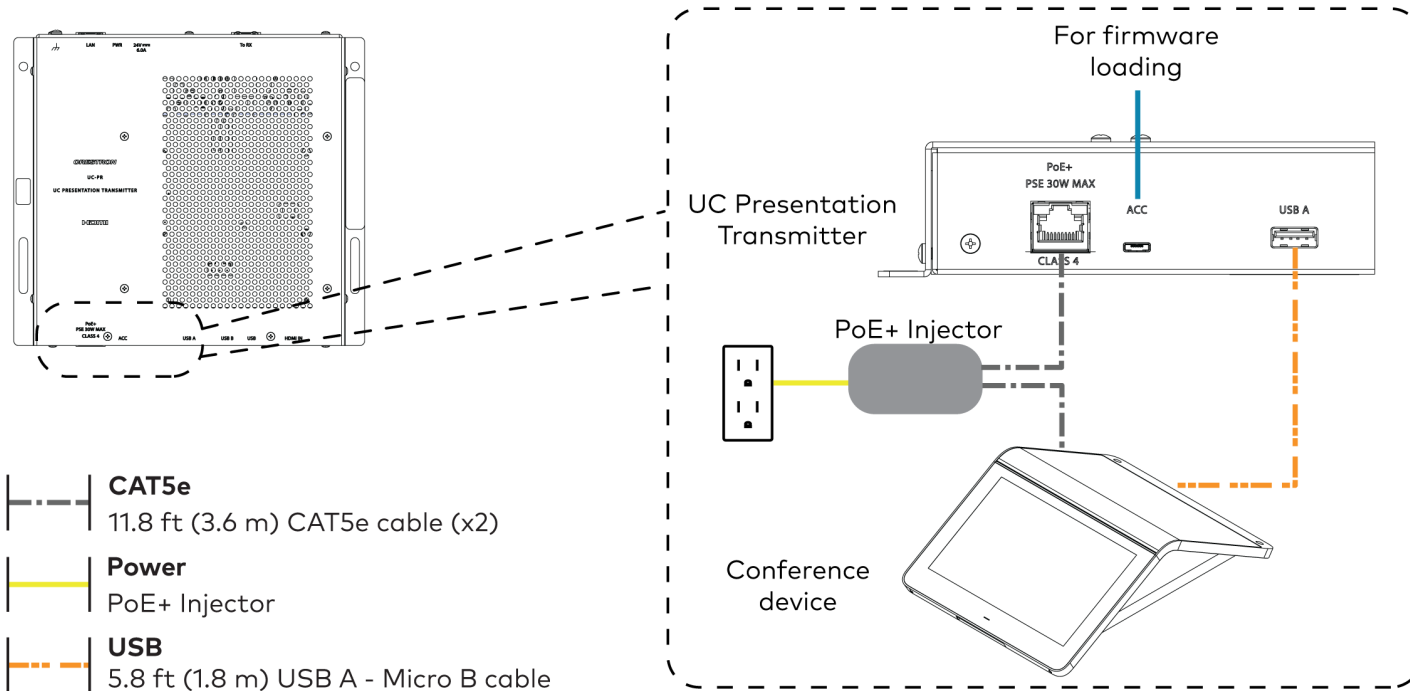 LAN PWR 24V 6.0A To RX
CRESTRON
UC-PR
UC PRESENTATION TRANSMITTER
HDMI
PoE+
PSE 30W MAX
CLASS 4 ACC USB A USB B USB HDMI IN
For firmware
loading
PoE+
PSE 30W MAX
ACC
USB A
CLASS 4
UC Presentation
Transmitter
PoE+ Injector
Conference
device
CAT5e
11.8 ft (3.6 m) CAT5e cable (x2)
Power
PoE+ Injector
USB
5.8 ft (1.8 m) USB A - Micro B cable